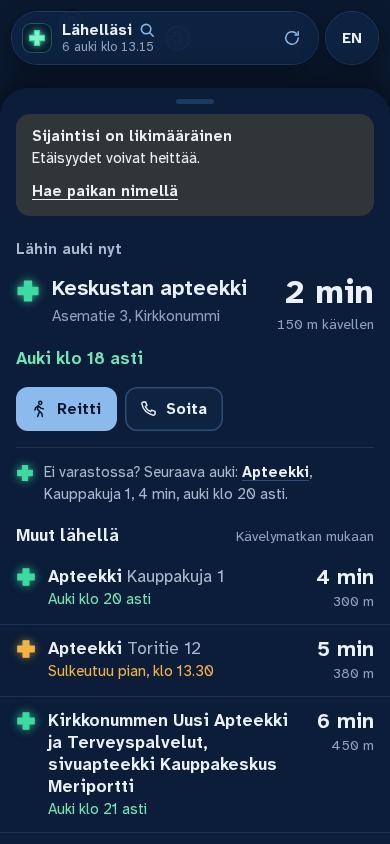 Lähelläsi
6 auki klo 13.15
EN
Sijaintisi on likimääräinen
Etäisyydet voivat heittää.
Hae paikan nimellä
Lähin auki nyt
Keskustan apteekki
2 min
Asematie 3, Kirkkonummi
150 m kävellen
Auki klo 18 asti
Reitti
Soita
Ei varastossa? Seuraava auki: Apteekki,
Kauppakuja 1, 4 min, auki klo 20 asti.
Muut lähellä
Kävelymatkan mukaan
Apteekki Kauppakuja 1
4 min
Auki klo 20 asti
300 m
Apteekki Toritie 12
5 min
Sulkeutuu pian, klo 13.30
380 m
Kirkkonummen Uusi Apteekki
6 min
ja Terveyspalvelut,
450 m
sivuapteekki Kauppakeskus
Meriportti
Auki klo 21 asti